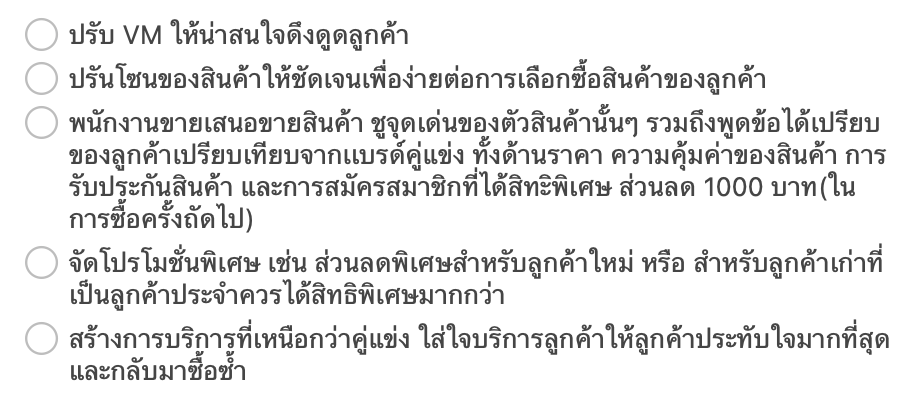 ปรับ VM ให้น่าสนใจดึงดูดลูกค้า
ปรันโซนของสินค้าให้ชัดเจนเพื่อง่ายต่อการเลือกซื้อสินค้าของลูกค้า
พนักงานขายเสนอขายสินค้า ชูจุดเด่นของตัวสินค้านั้นๆ รวมถึงพูดข้อได้เปรียบ
ของลูกค้าเปรียบเทียบจากแบรด์คู่แข่ง ทั้งด้านราคา ความคุ้มค่าของสินค้า การ
รับประกันสินค้า และการสมัครสมาชิกที่ได้สิทะิพิเศษ ส่วนลด 1000 บาท(ใน
การซื้อครั้งถัดไป)
จัดโปรโมชั่นพิเศษ เช่น ส่วนลดพิเศษสำหรับลูกค้าใหม่ หรือ สำหรับลูกค้าเก่าที่
เป็นลูกค้าประจำควรได้สิทธิพิเศษมากกว่า
สร้างการบริการที่เหนือกว่าคู่แข่ง ใส่ใจบริการลูกค้าให้ลูกค้าประทับใจมากที่สุด
และกลับมาซื้อซ้ำ